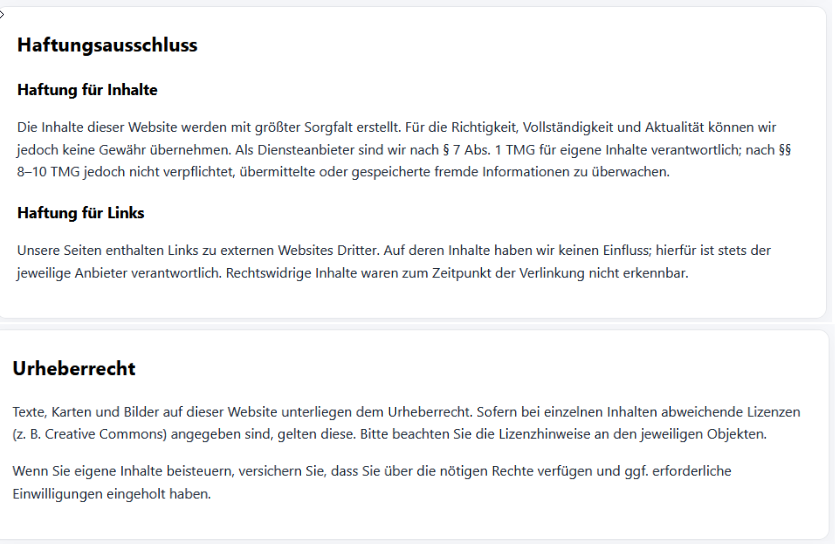 Haftungsausschluss
Haftung für Inhalte
Die Inhalte dieser Website werden mit größter Sorgfalt erstellt. Für die Richtigkeit, Vollständigkeit und Aktualität können wir
jedoch keine Gewähr übernehmen. Als Diensteanbieter sind wir nach § 7 Abs. 1 TMG für eigene Inhalte verantwortlich; nach §§
8–10 TMG jedoch nicht verpflichtet, übermittelte oder gespeicherte fremde Informationen zu überwachen.
Haftung für Links
Unsere Seiten enthalten Links zu externen Websites Dritter. Auf deren Inhalte haben wir keinen Einfluss; hierfür ist stets der
jeweilige Anbieter verantwortlich. Rechtswidrige Inhalte waren zum Zeitpunkt der Verlinkung nicht erkennbar.
Urheberrecht
Texte, Karten und Bilder auf dieser Website unterliegen dem Urheberrecht. Sofern bei einzelnen Inhalten abweichende Lizenzen
(z. B. Creative Commons) angegeben sind, gelten diese. Bitte beachten Sie die Lizenzhinweise an den jeweiligen Objekten.
Wenn Sie eigene Inhalte beisteuern, versichern Sie, dass Sie über die nötigen Rechte verfügen und ggf. erforderliche
Einwilligungen eingeholt haben.